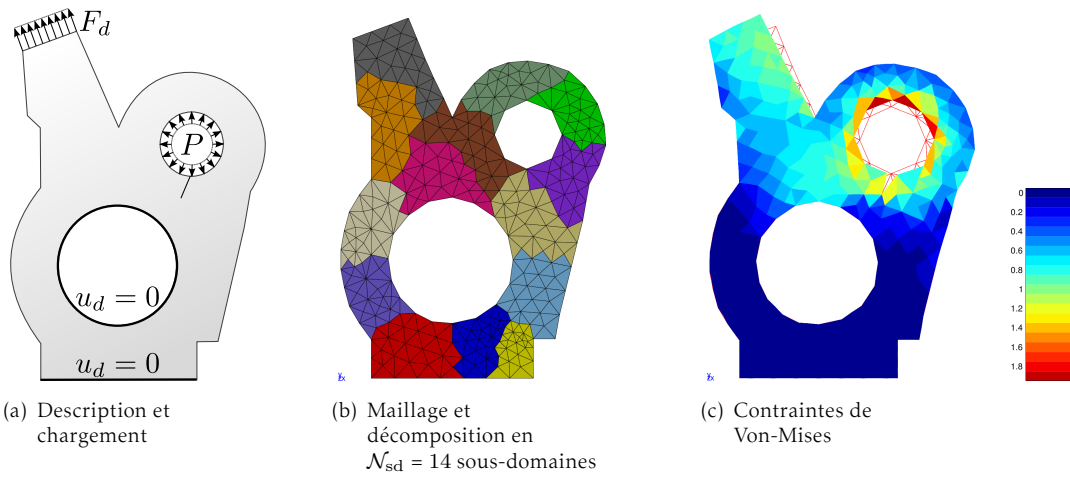 F_d
P
u_d = 0
u_d = 0
(a) Description et
chargement
(b) Maillage et
décomposition en
𝒩_sd = 14 sous-domaines
0
0.2
0.4
0.6
0.8
1
1.2
1.4
1.6
1.8
(c) Contraintes de
Von-Mises